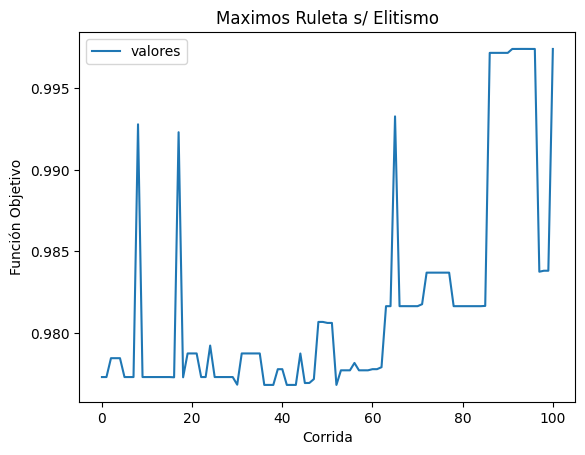 Maximos Ruleta s/ Elitismo
valores
0.995
0.990
0.985
0.980
Función Objetivo
0 20 40 60 80 100
Corrida